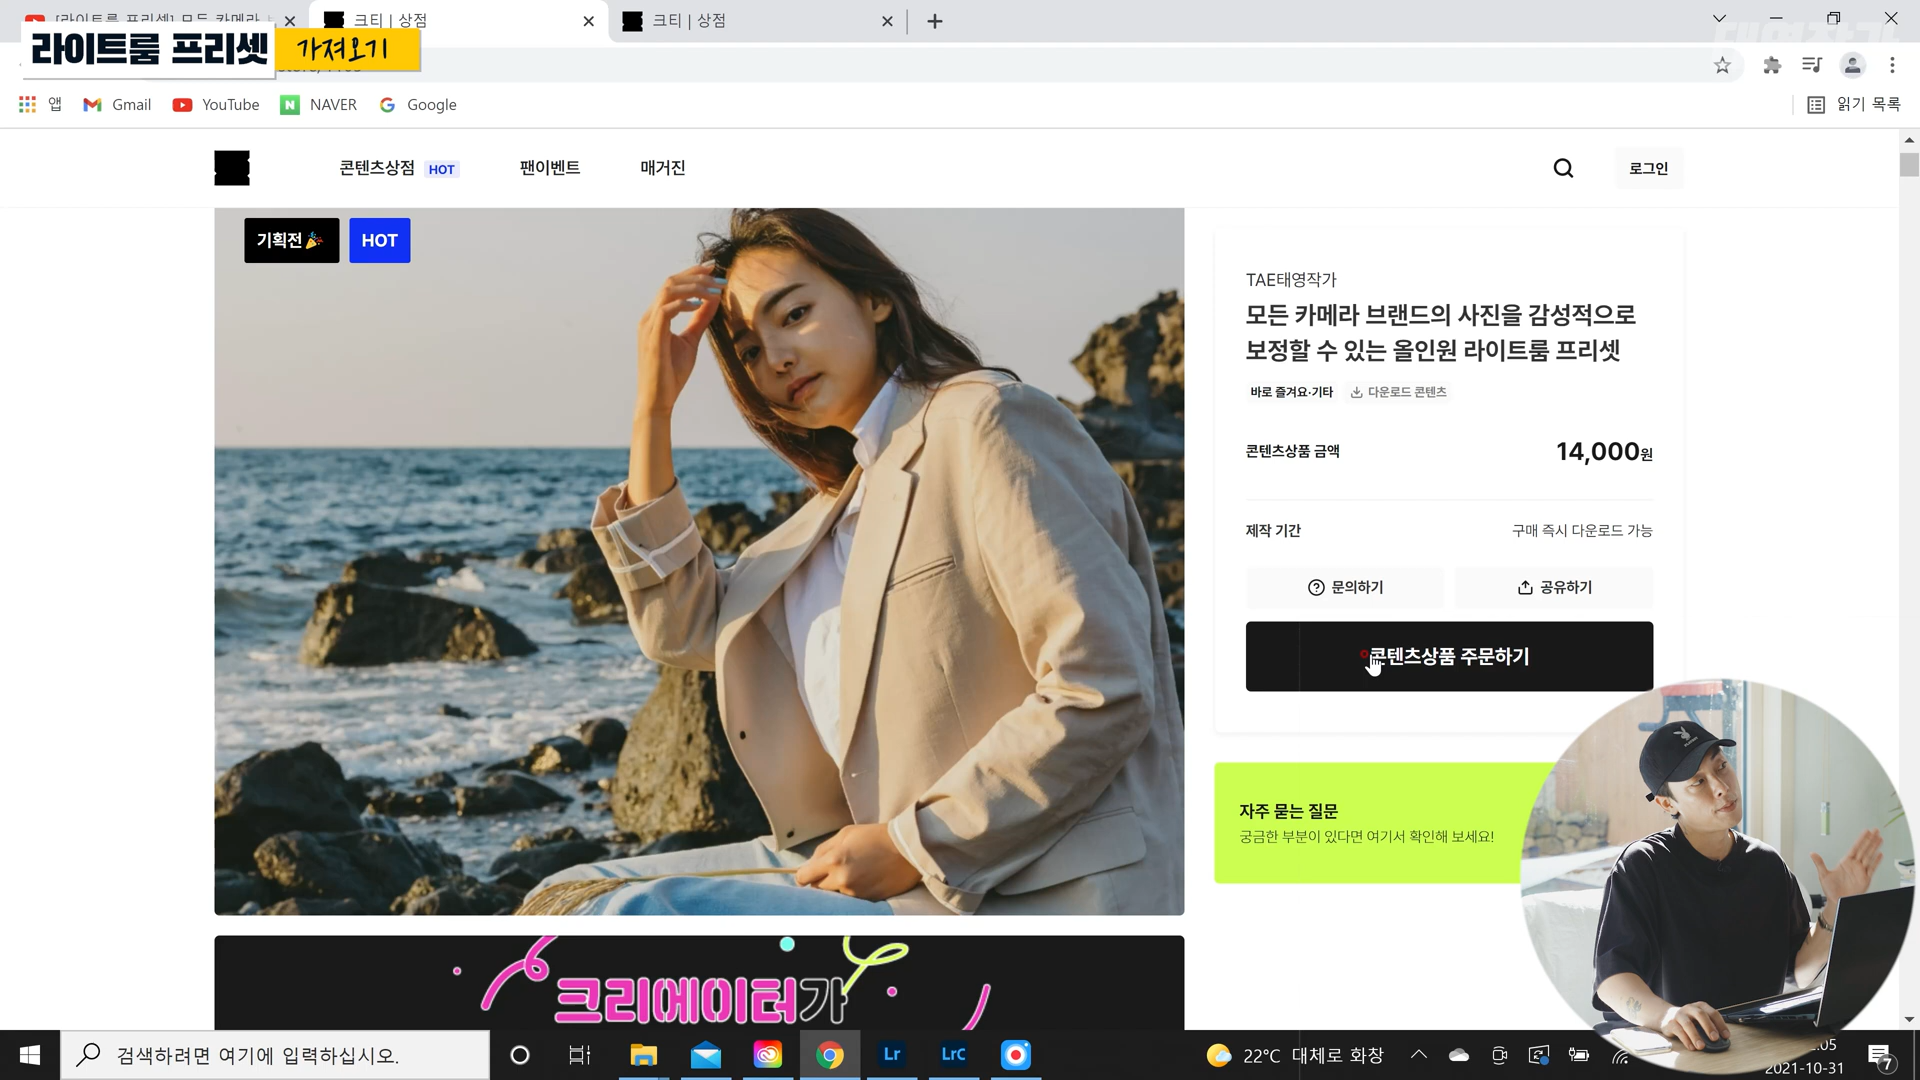 크티 | 상점
크티 | 상점
라이트룸 프리셋 가져오기
앱 Gmail YouTube NAVER Google 읽기 목록
콘텐츠상점 HOT 팬이벤트 매거진 로그인
기획전 HOT
TAE태영작가
모든 카메라 브랜드의 사진을 감성적으로
보정할 수 있는 올인원 라이트룸 프리셋
바로 즐겨요·기타 다운로드 콘텐츠
콘텐츠상품 금액 14,000원
제작 기간 구매 즉시 다운로드 가능
문의하기 공유하기
콘텐츠상품 주문하기
자주 묻는 질문
궁금한 부분이 있다면 여기서 확인해 보세요!
크리에이터가
검색하려면 여기에 입력하십시오.
Lr LrC
22°C 대체로 화창
2021-10-31
7